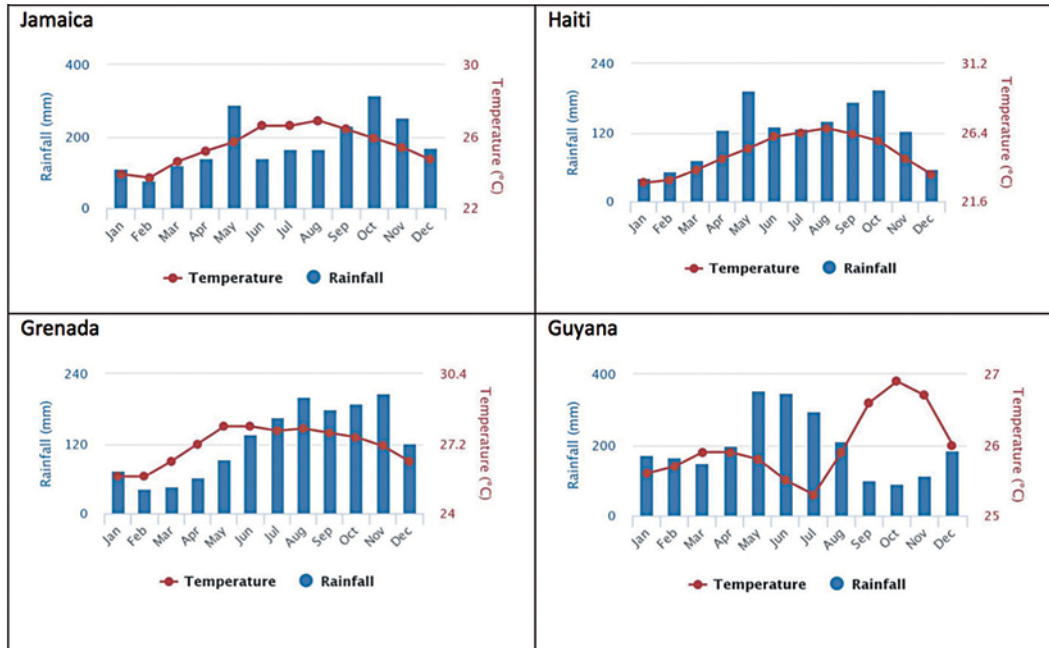 Jamaica
400
200
0
Rainfall (mm)
30
26
22
Temperature (°C)
Jan Feb Mar Apr May Jun Jul Aug Sep Oct Nov Dec
Temperature Rainfall
Haiti
240
120
0
Rainfall (mm)
31.2
26.4
21.6
Temperature (°C)
Jan Feb Mar Apr May Jun Jul Aug Sep Oct Nov Dec
Temperature Rainfall
Grenada
240
120
0
Rainfall (mm)
30.4
27.2
24
Temperature (°C)
Jan Feb Mar Apr May Jun Jul Aug Sep Oct Nov Dec
Temperature Rainfall
Guyana
400
200
0
Rainfall (mm)
27
26
25
Temperature (°C)
Jan Feb Mar Apr May Jun Jul Aug Sep Oct Nov Dec
Temperature Rainfall